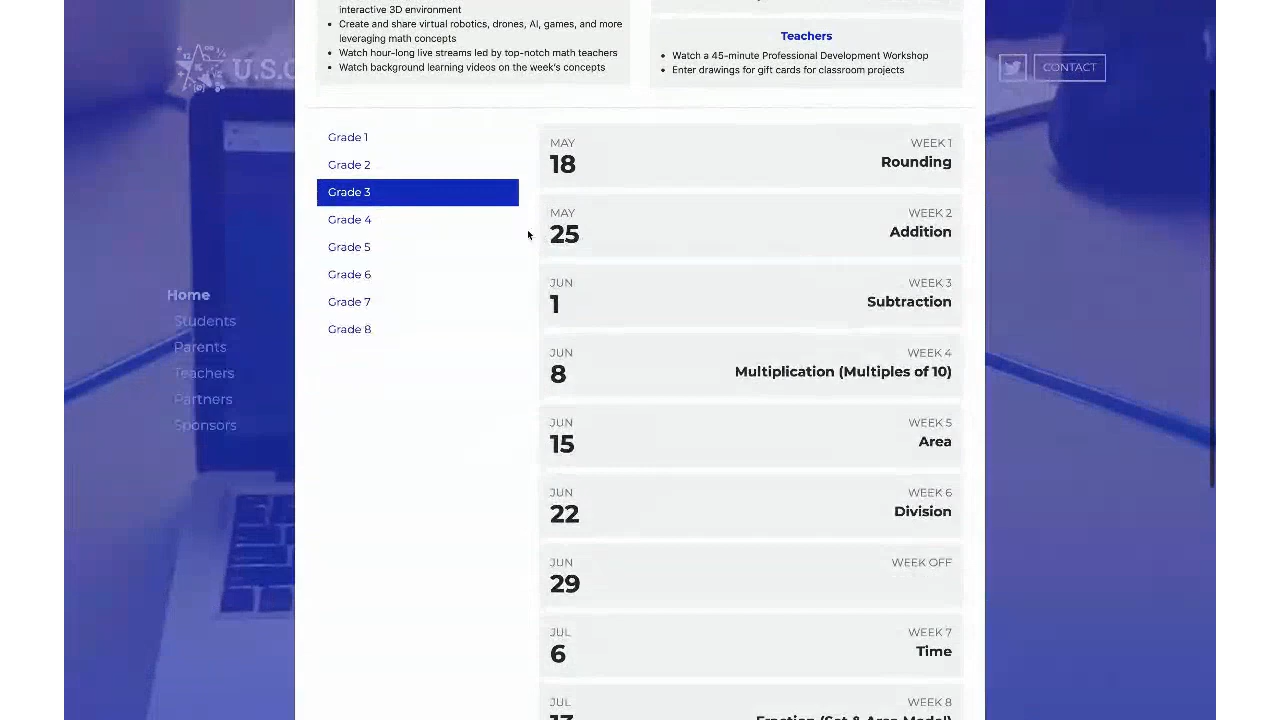 interactive 3D environment
Create and share virtual robotics, drones, AI, games, and more
leveraging math concepts
Watch hour-long live streams led by top-notch math teachers
Watch background learning videos on the week's concepts
Teachers
Watch a 45-minute Professional Development Workshop
Enter drawings for gift cards for classroom projects
CONTACT
Home
Students
Parents
Teachers
Partners
Sponsors
Grade 1
Grade 2
Grade 3
Grade 4
Grade 5
Grade 6
Grade 7
Grade 8
MAY
18
WEEK 1
Rounding
MAY
25
WEEK 2
Addition
JUN
1
WEEK 3
Subtraction
JUN
8
WEEK 4
Multiplication (Multiples of 10)
JUN
15
WEEK 5
Area
JUN
22
WEEK 6
Division
JUN
29
WEEK OFF
JUL
6
WEEK 7
Time
JUL
13
WEEK 8
Fraction (Set & Area Model)